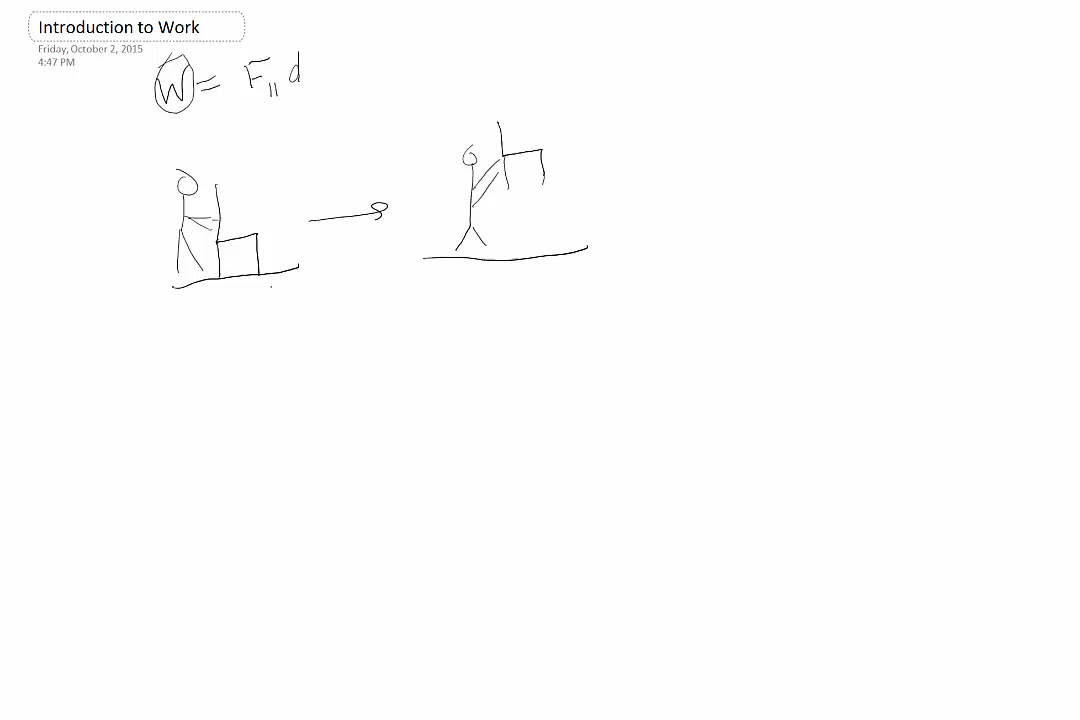 Introduction to Work
Friday, October 2, 2015
4:47 PM
W = F∥ d